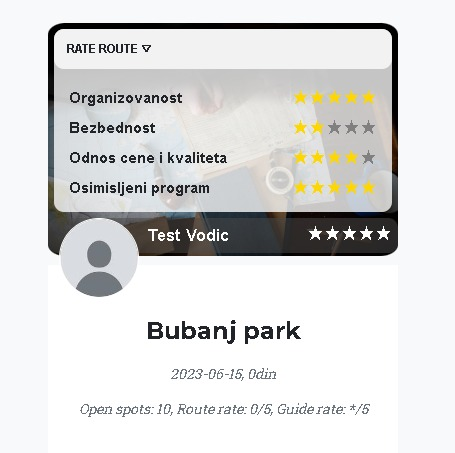 RATE ROUTE ▽
Organizovanost
Bezbednost
Odnos cene i kvaliteta
Osimisljeni program
Test Vodic
Bubanj park
2023-06-15, 0din
Open spots: 10, Route rate: 0/5, Guide rate: */5